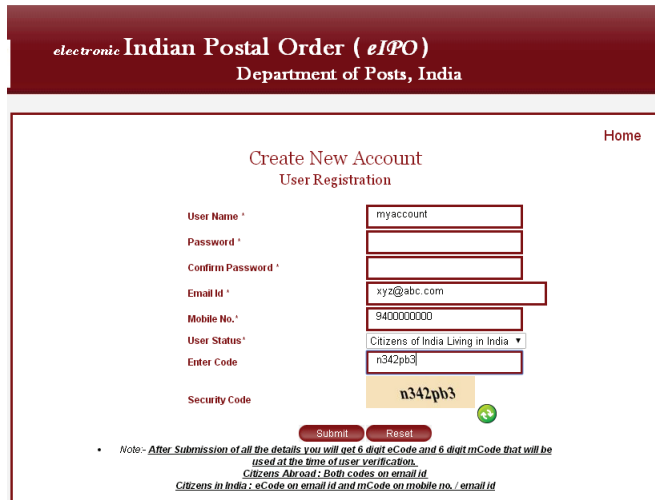 electronic Indian Postal Order ( eIPO )
Department of Posts, India
Home
Create New Account
User Registration
User Name * myaccount
Password *
Confirm Password *
Email Id * xyz@abc.com
Mobile No.* 9400000000
User Status* Citizens of India Living in India ▼
Enter Code n342pb3
Security Code n342pb3
Submit Reset
• Note:- After Submission of all the details you will get 6 digit eCode and 6 digit mCode that will be
used at the time of user verification.
Citizens Abroad : Both codes on email id
Citizens in India : eCode on email id and mCode on mobile no. / email id